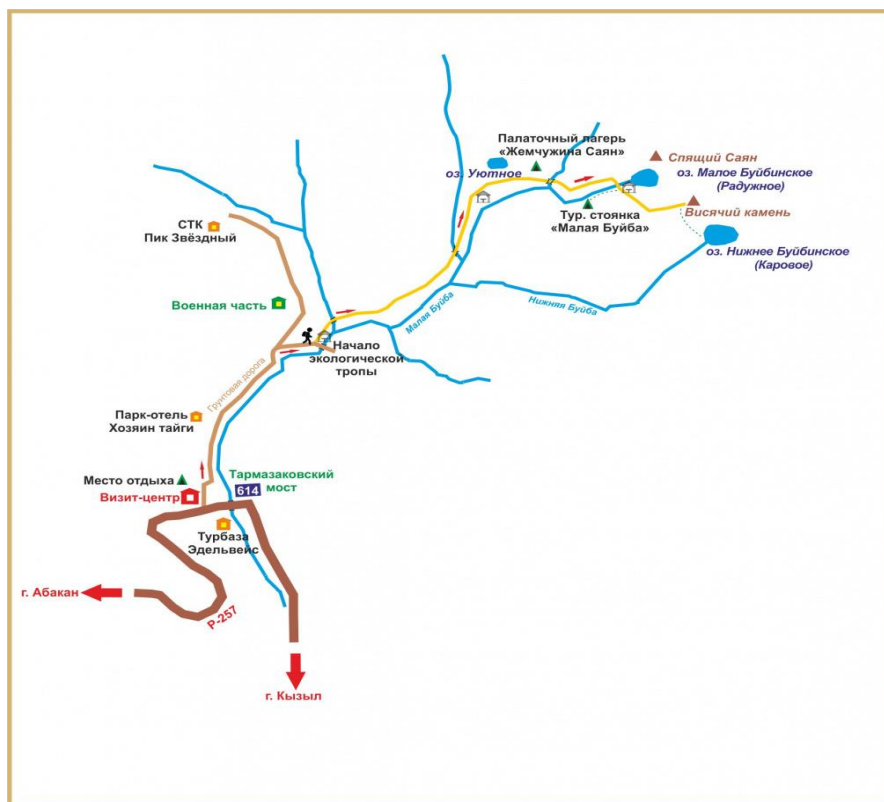 Палаточный лагерь
«Жемчужина Саян»
Спящий Саян
оз. Уютное
оз. Малое Буйбинское
(Радужное)
Тур. стоянка
«Малая Буйба»
Висячий камень
СТК
Пик Звёздный
оз. Нижнее Буйбинское
(Каровое)
Военная часть
Малая Буйба
Нижняя Буйба
Начало
экологической
тропы
Грунтовая дорога
Парк-отель
Хозяин тайги
Место отдыха
Тармазаковский
мост
614
Визит-центр
Турбаза
Эдельвейс
г. Абакан
Р-257
г. Кызыл